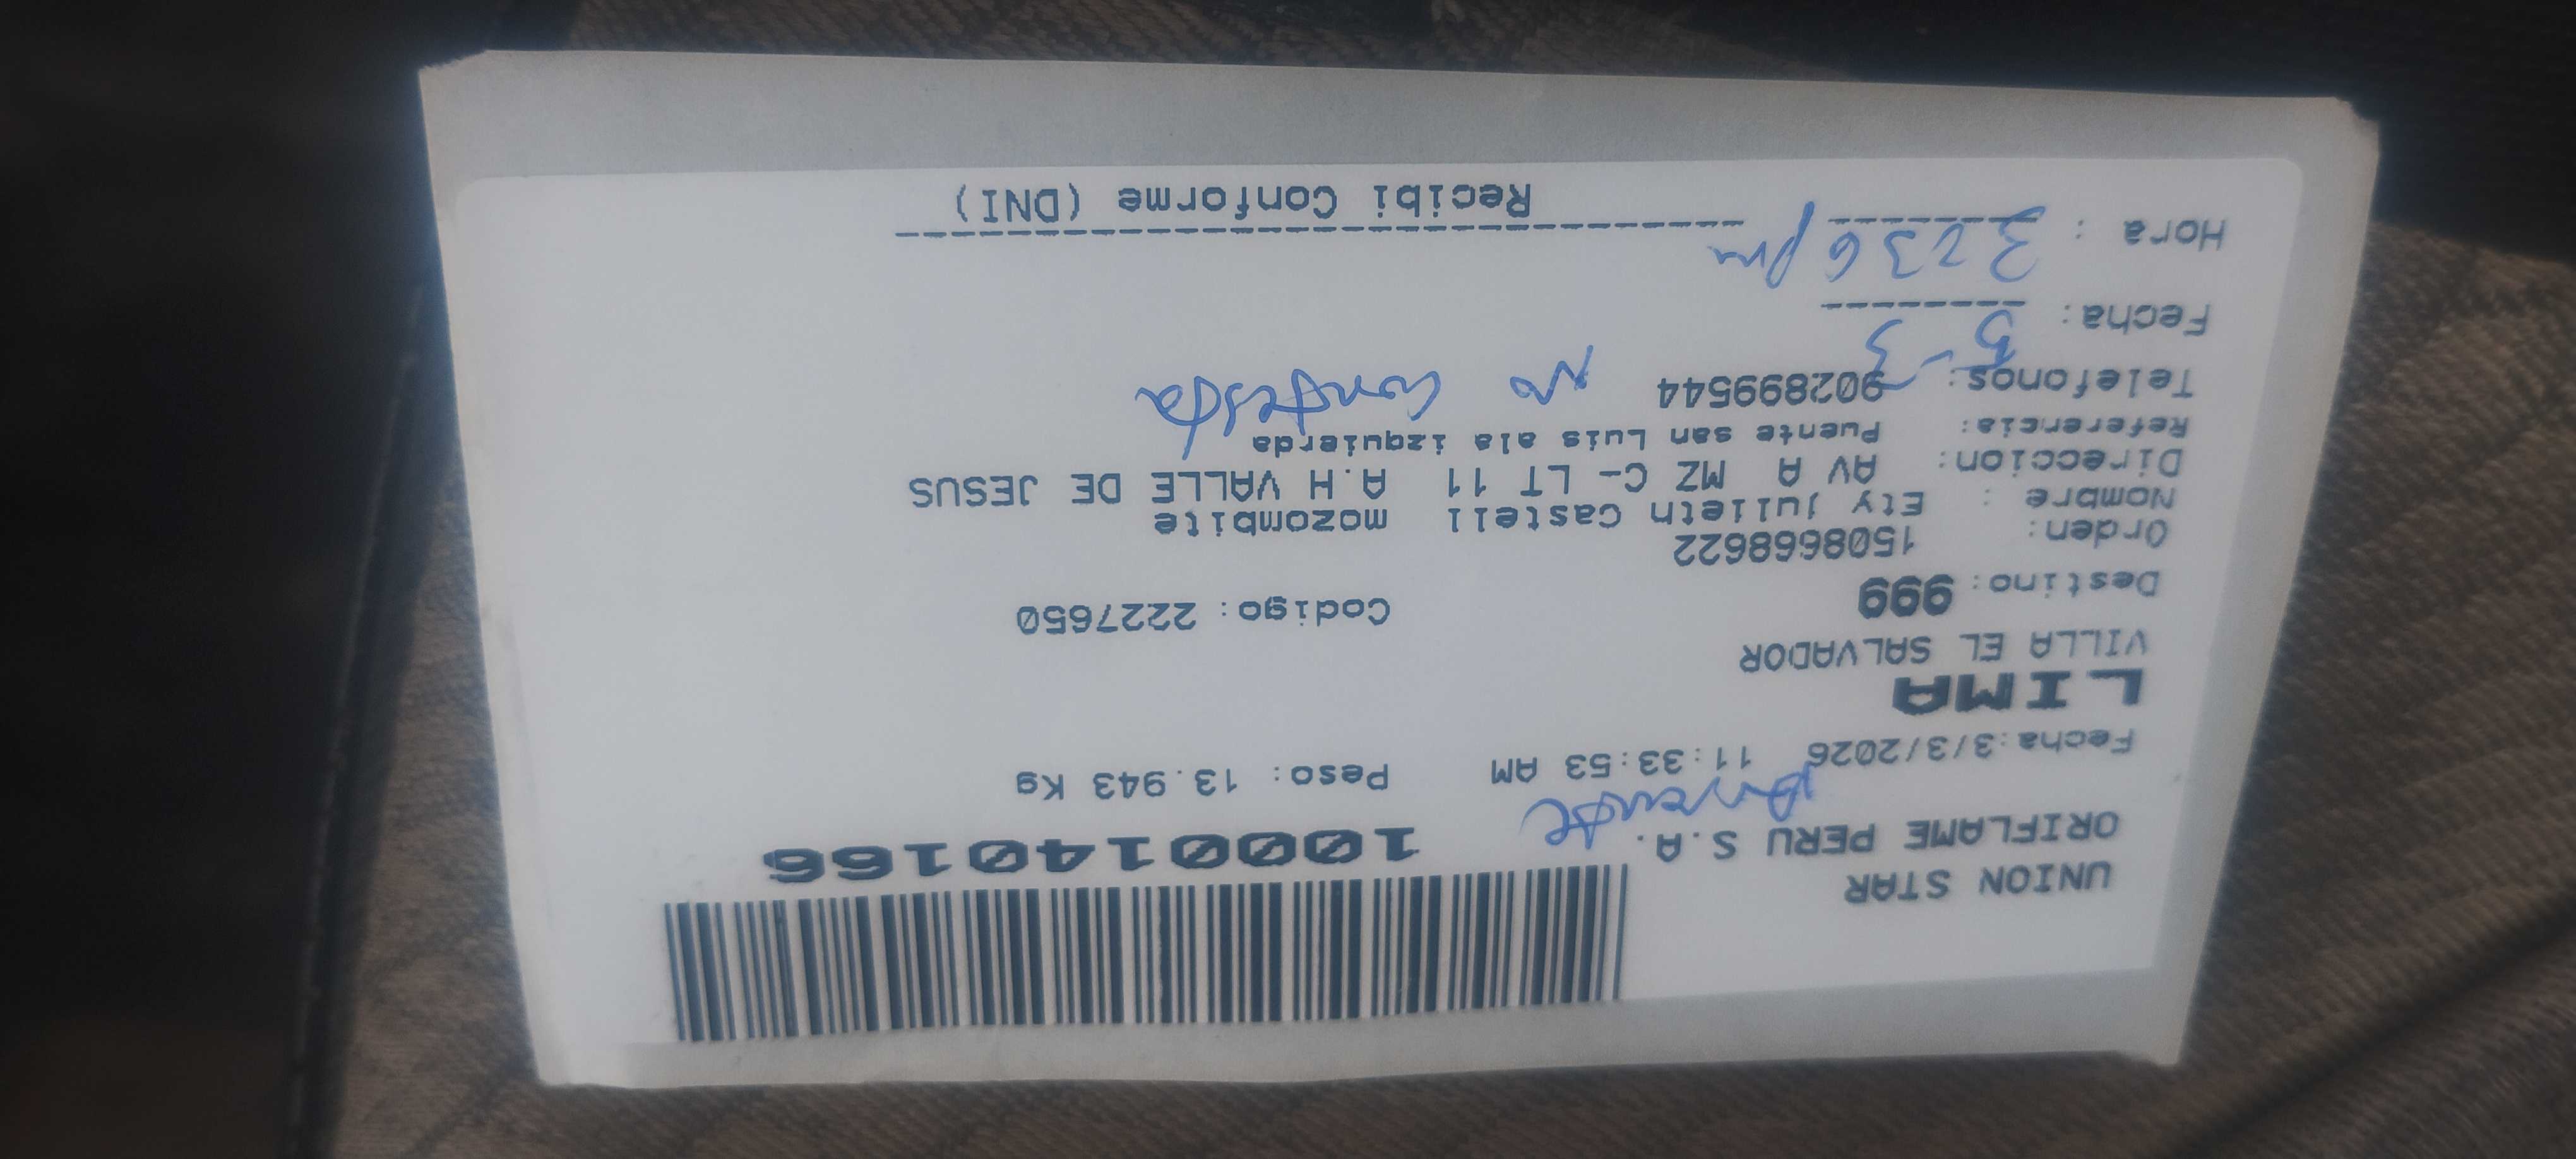 1000140166
UNION STAR
ORIFLAME PERU S.A.
Ausente
Fecha:3/3/2026 11:33:53 AM Peso: 13.943 Kg
LIMA
VILLA EL SALVADOR
Destino: 999 Codigo: 2227650
Orden: 1508668622
Nombre : Ety julieth Castell mozombite
Direccion: AV A MZ C- LT 11 A.H VALLE DE JESUS
Referencia: Puente san Luis ala izquierda
Telefonos: 902899544 No contesta
Fecha: 5-3
Hora : 3:36 pm
Recibi Conforme (DNI)